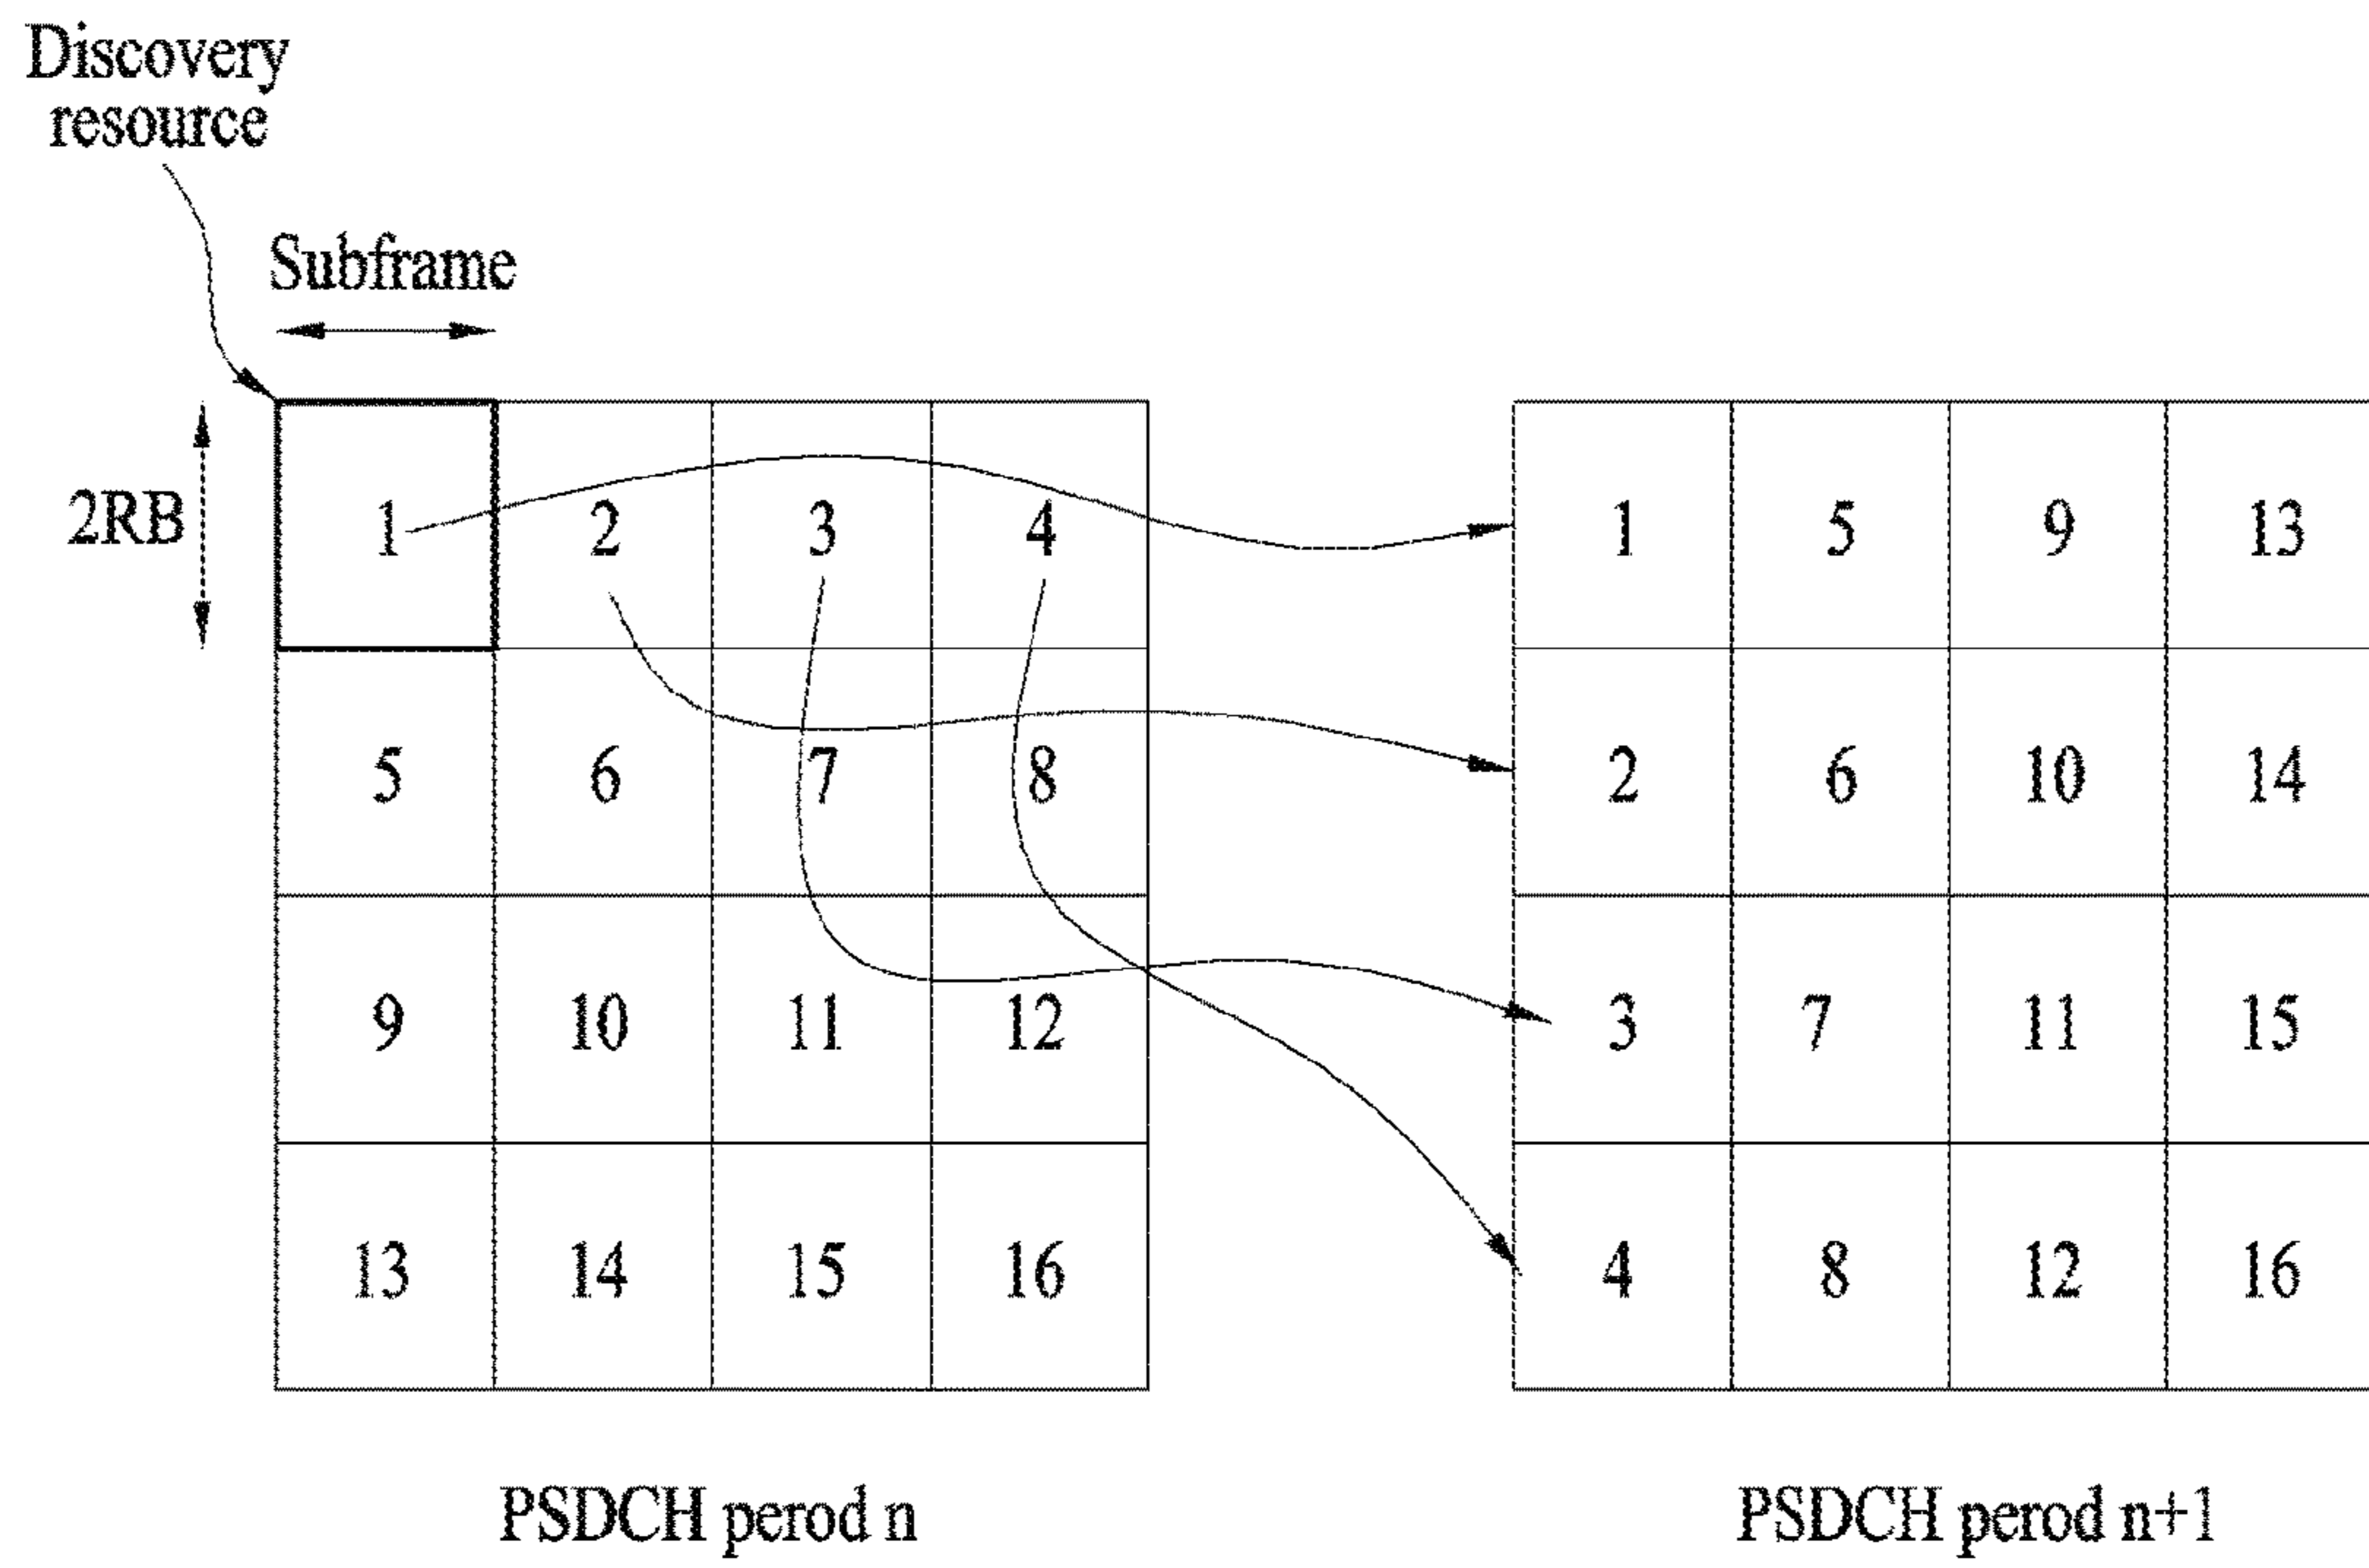 Discovery
resource
Subframe
2RB
1 2 3 4
5 6 7 8
9 10 11 12
13 14 15 16
PSDCH perod n
1 5 9 13
2 6 10 14
3 7 11 15
4 8 12 16
PSDCH perod n+1